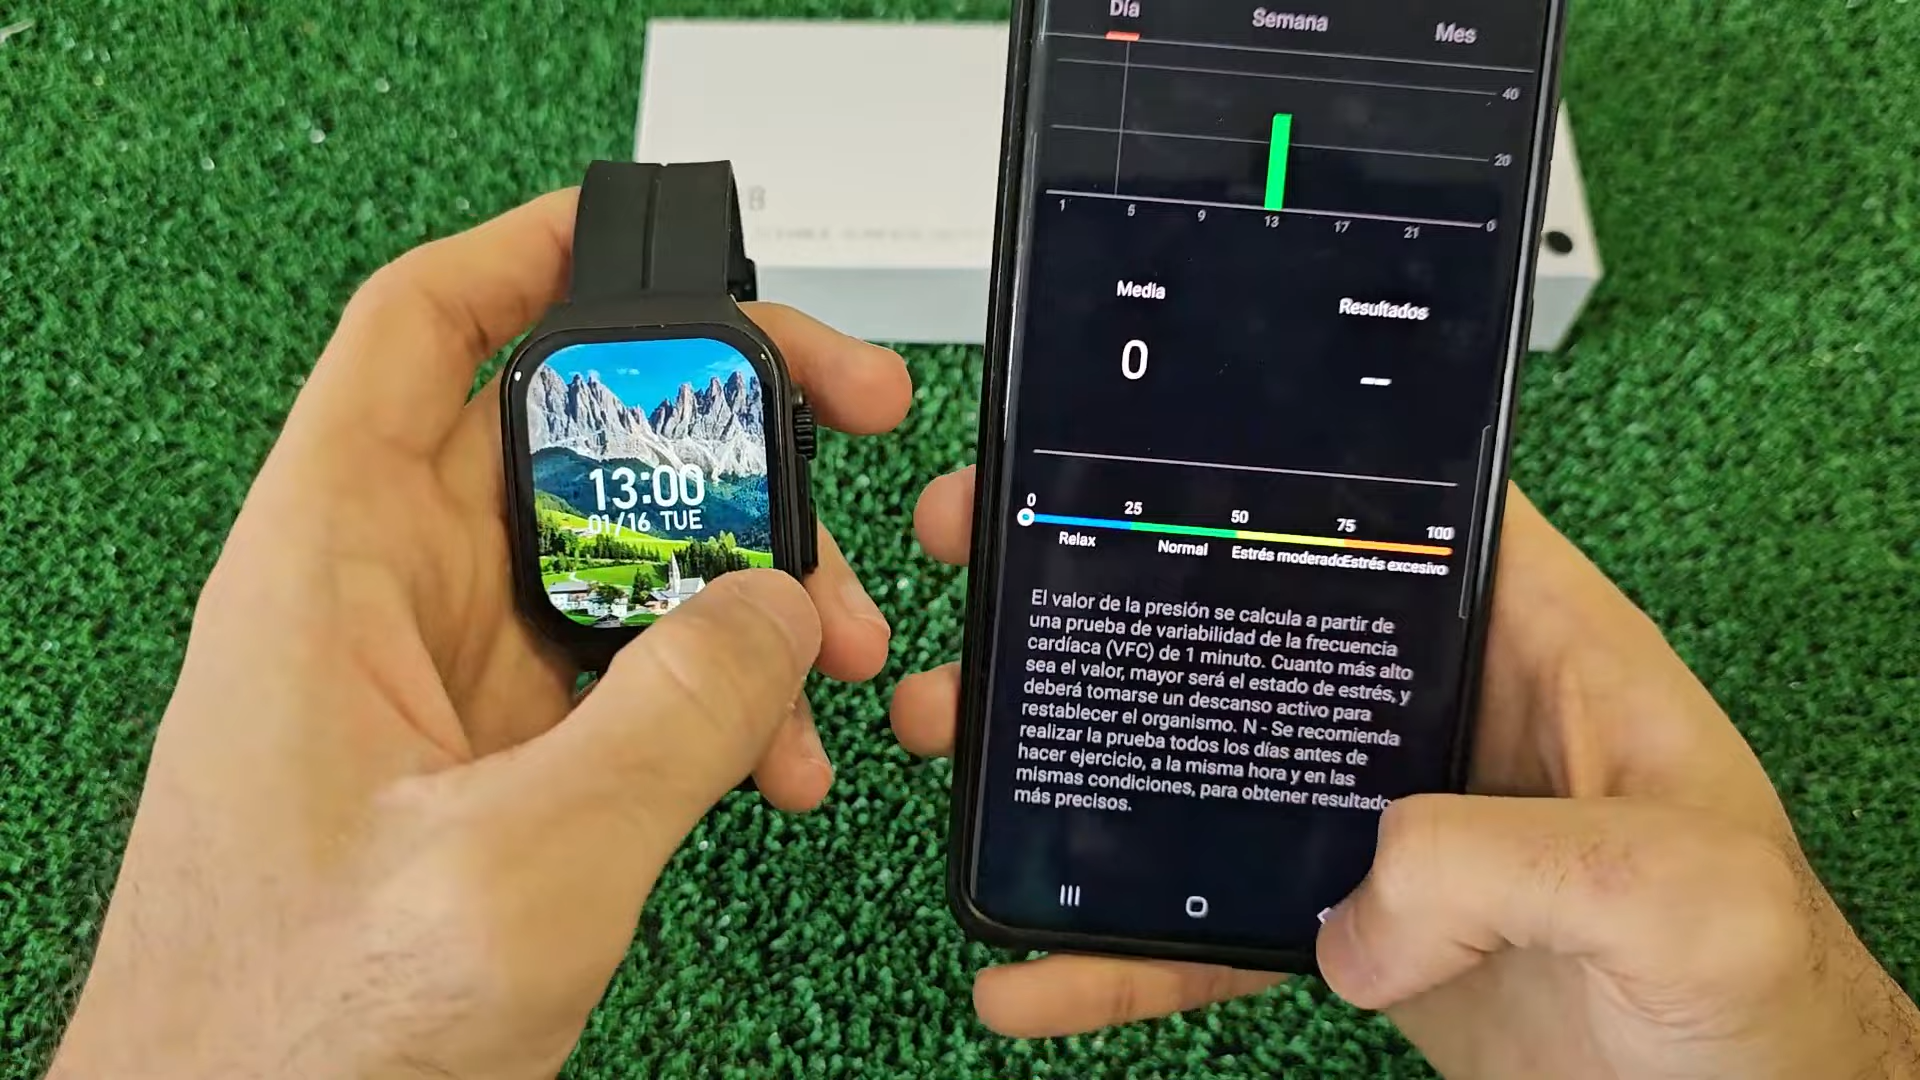 13:00
01/16 TUE
Día
Semana
Mes
40
20
0
1
5
9
13
17
21
Media
Resultados
0
--
0
25
50
75
100
Relax
Normal
Estrés moderado
Estrés excesivo
El valor de la presión se calcula a partir de
una prueba de variabilidad de la frecuencia
cardíaca (VFC) de 1 minuto. Cuanto más alto
sea el valor, mayor será el estado de estrés, y
deberá tomarse un descanso activo para
restablecer el organismo. N - Se recomienda
realizar la prueba todos los días antes de
hacer ejercicio, a la misma hora y en las
mismas condiciones, para obtener resultado
más precisos.